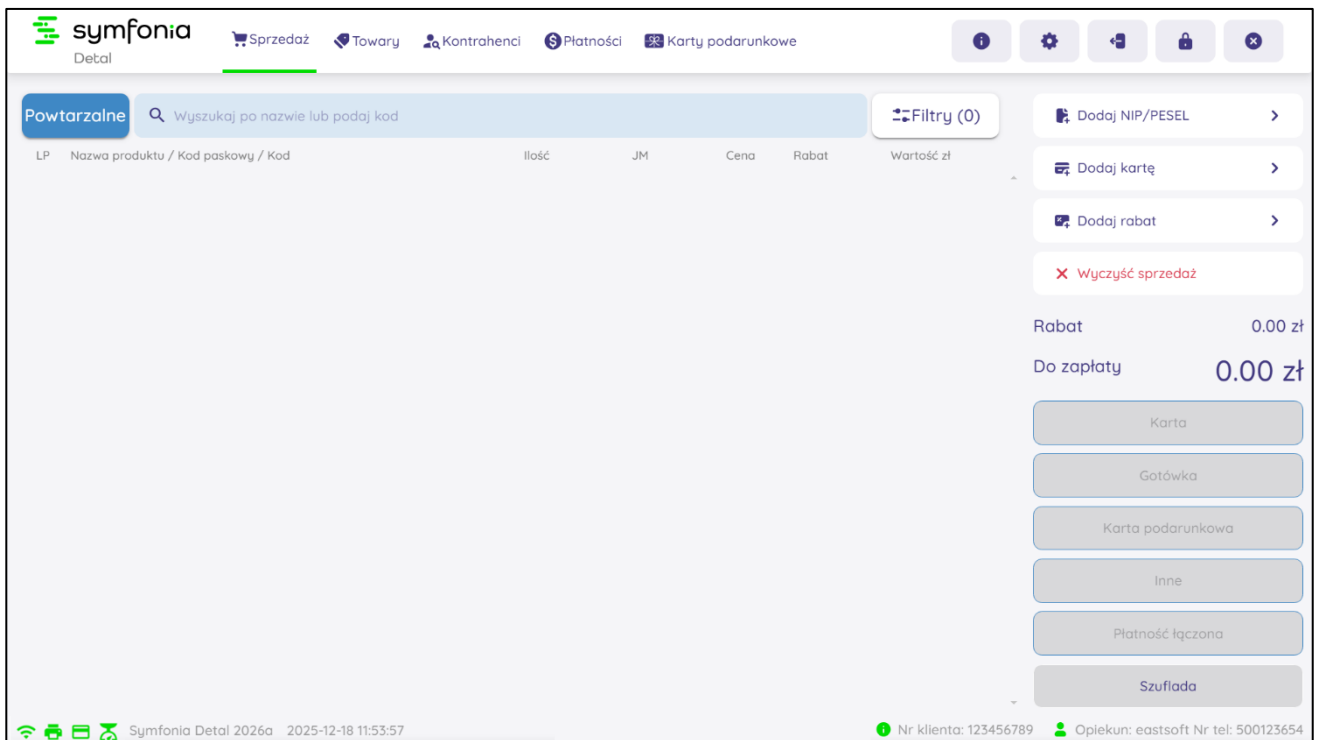 symfonia
Detal
Sprzedaż Towary Kontrahenci Płatności Karty podarunkowe
Powtarzalne Wyszukaj po nazwie lub podaj kod Filtry (0)
LP Nazwa produktu / Kod paskowy / Kod Ilość JM Cena Rabat Wartość zł
Dodaj NIP/PESEL
Dodaj kartę
Dodaj rabat
Wyczyść sprzedaż
Rabat 0.00 zł
Do zapłaty 0.00 zł
Karta
Gotówka
Karta podarunkowa
Inne
Płatność łączona
Szuflada
Symfonia Detal 2026a 2025-12-18 11:53:57 Nr klienta: 123456789 Opiekun: eastsoft Nr tel: 500123654